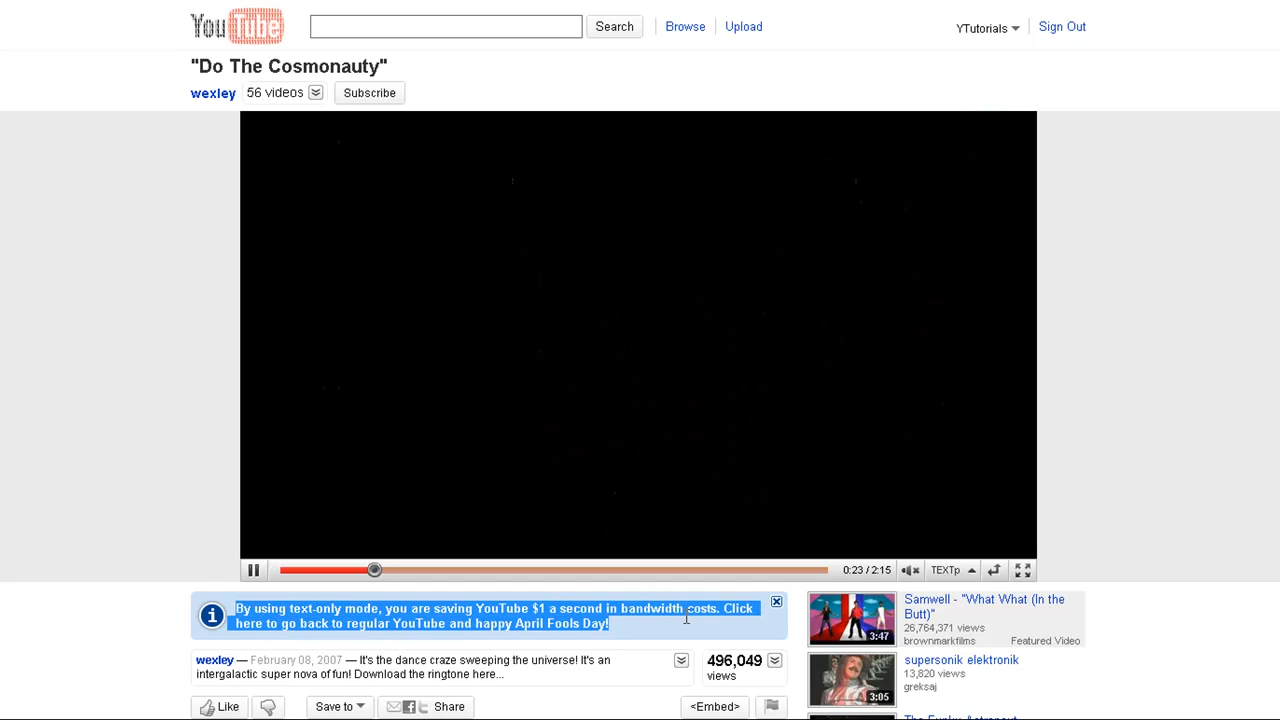 YouTube
Search
Browse
Upload
YTutorials
Sign Out
"Do The Cosmonauty"
wexley
56 videos
Subscribe
0:23 / 2:15
TEXTp
By using text-only mode, you are saving YouTube $1 a second in bandwidth costs. Click
here to go back to regular YouTube and happy April Fools Day!
wexley — February 08, 2007 — It's the dance craze sweeping the universe! It's an
intergalactic super nova of fun! Download the ringtone here...
496,049
views
Like
Save to
Share
<Embed>
3:47
Samwell - "What What (In the
Butt)"
26,764,371 views
brownmarkfilms
Featured Video
3:05
supersonik elektronik
13,820 views
greksaj
The Funky Astronaut